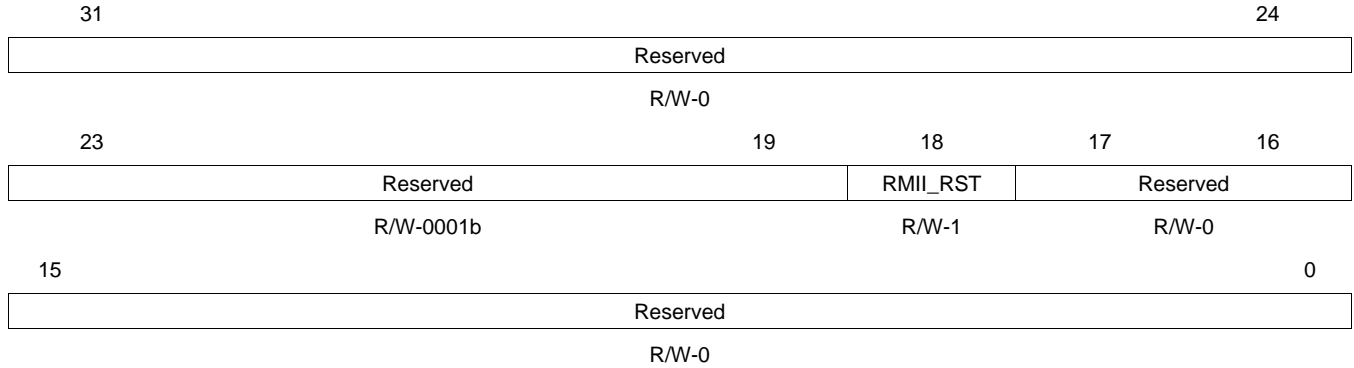 31 24
Reserved
R/W-0
23 19 18 17 16
Reserved RMII_RST Reserved
R/W-0001b R/W-1 R/W-0
15 0
Reserved
R/W-0